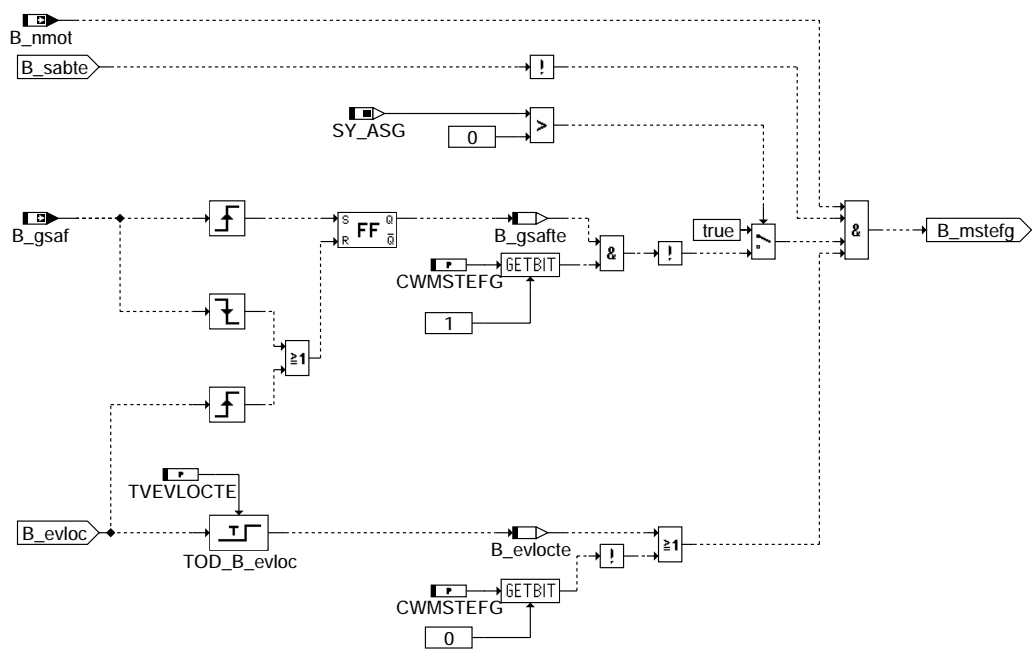 B_nmot
B_sabte
!
SY_ASG
0
>
B_gsaf
S Q
FF
R Q̅
B_gsafte
true
&
B_mstefg
CWMSTEFG
P
GETBIT
&
!
1
≧1
P
TVEVLOCTE
B_evloc
T
TOD_B_evloc
B_evlocte
≧1
!
P
CWMSTEFG
GETBIT
0